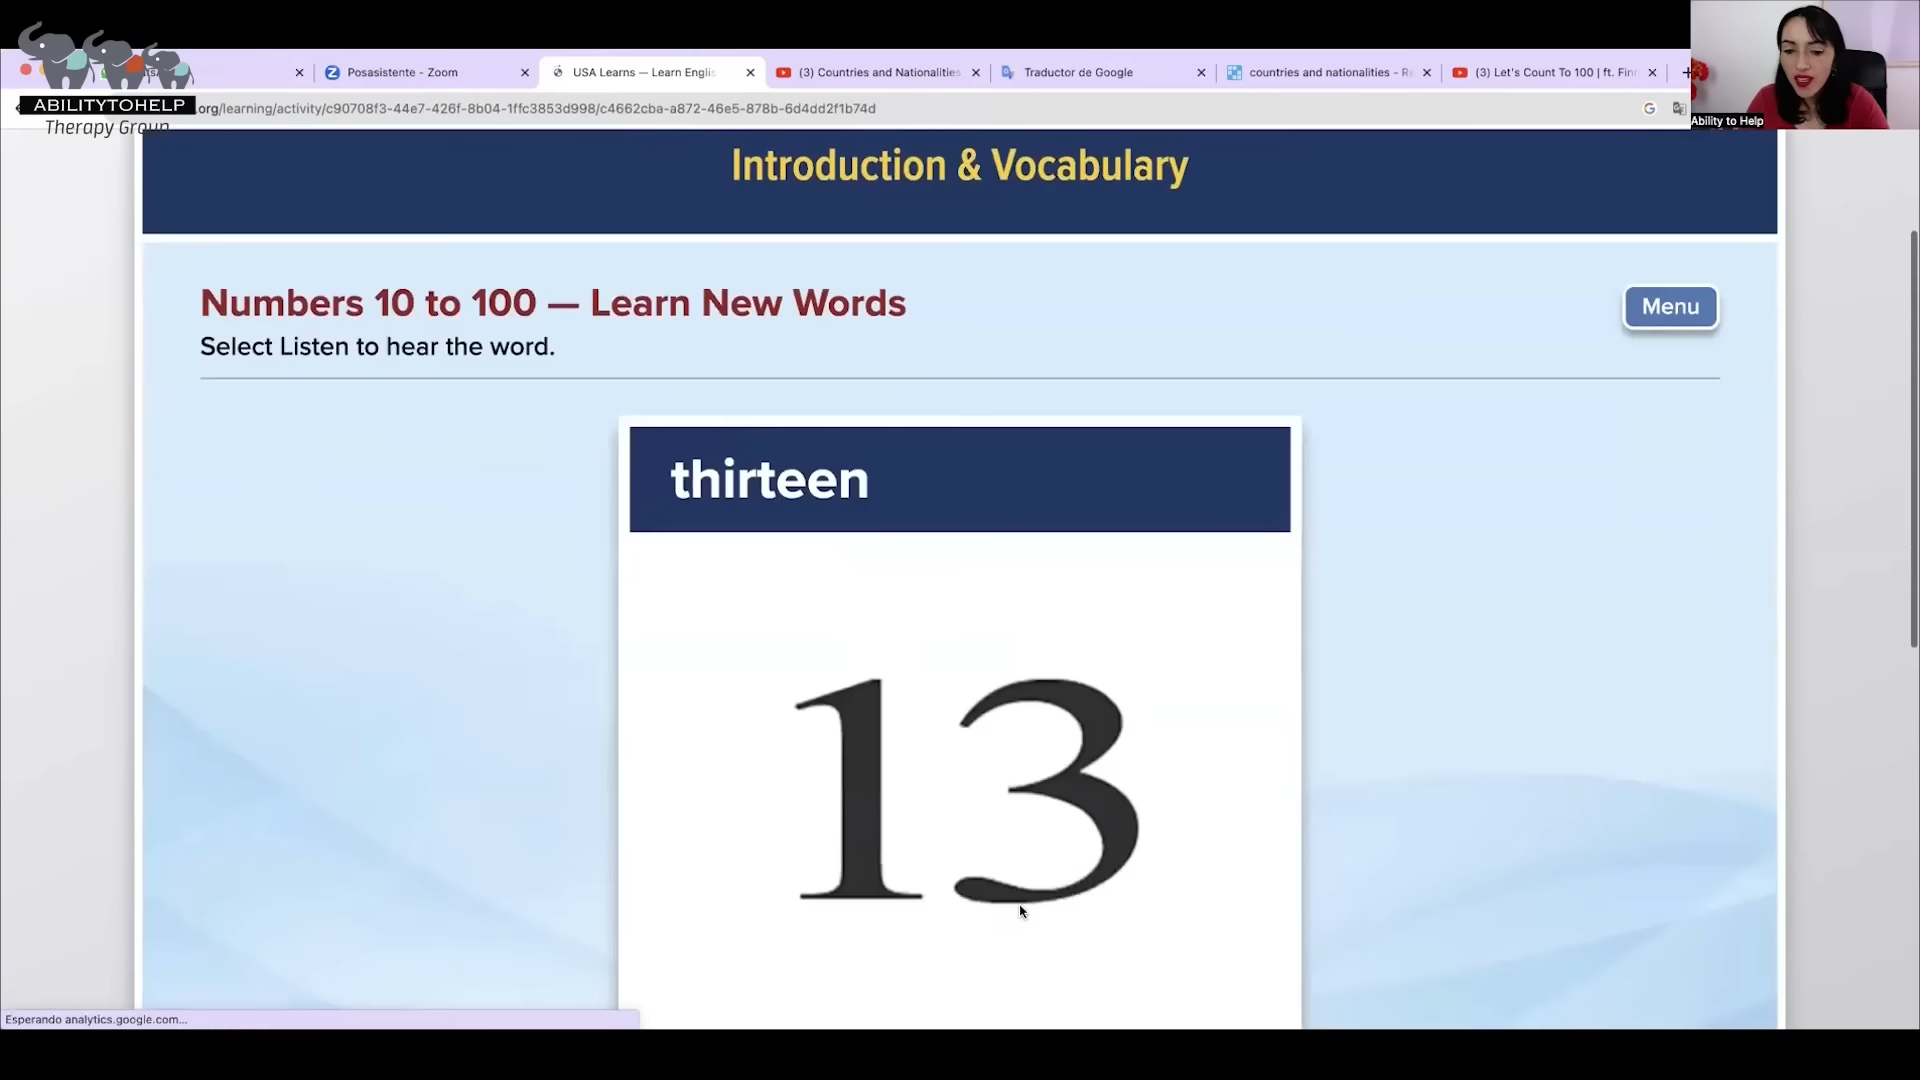 Posasistente - Zoom
USA Learns — Learn Englis
(3) Countries and Nationalities
Traductor de Google
countries and nationalities - R
(3) Let's Count To 100 | ft. Fin
ABILITYTOHELP
Therapy Group
.org/learning/activity/c90708f3-44e7-426f-8b04-1ffc3853d998/c4662cba-a872-46e5-878b-6d4dd2f1b74d
Ability to Help
Introduction & Vocabulary
Numbers 10 to 100 — Learn New Words
Menu
Select Listen to hear the word.
thirteen
13
Esperando analytics.google.com...